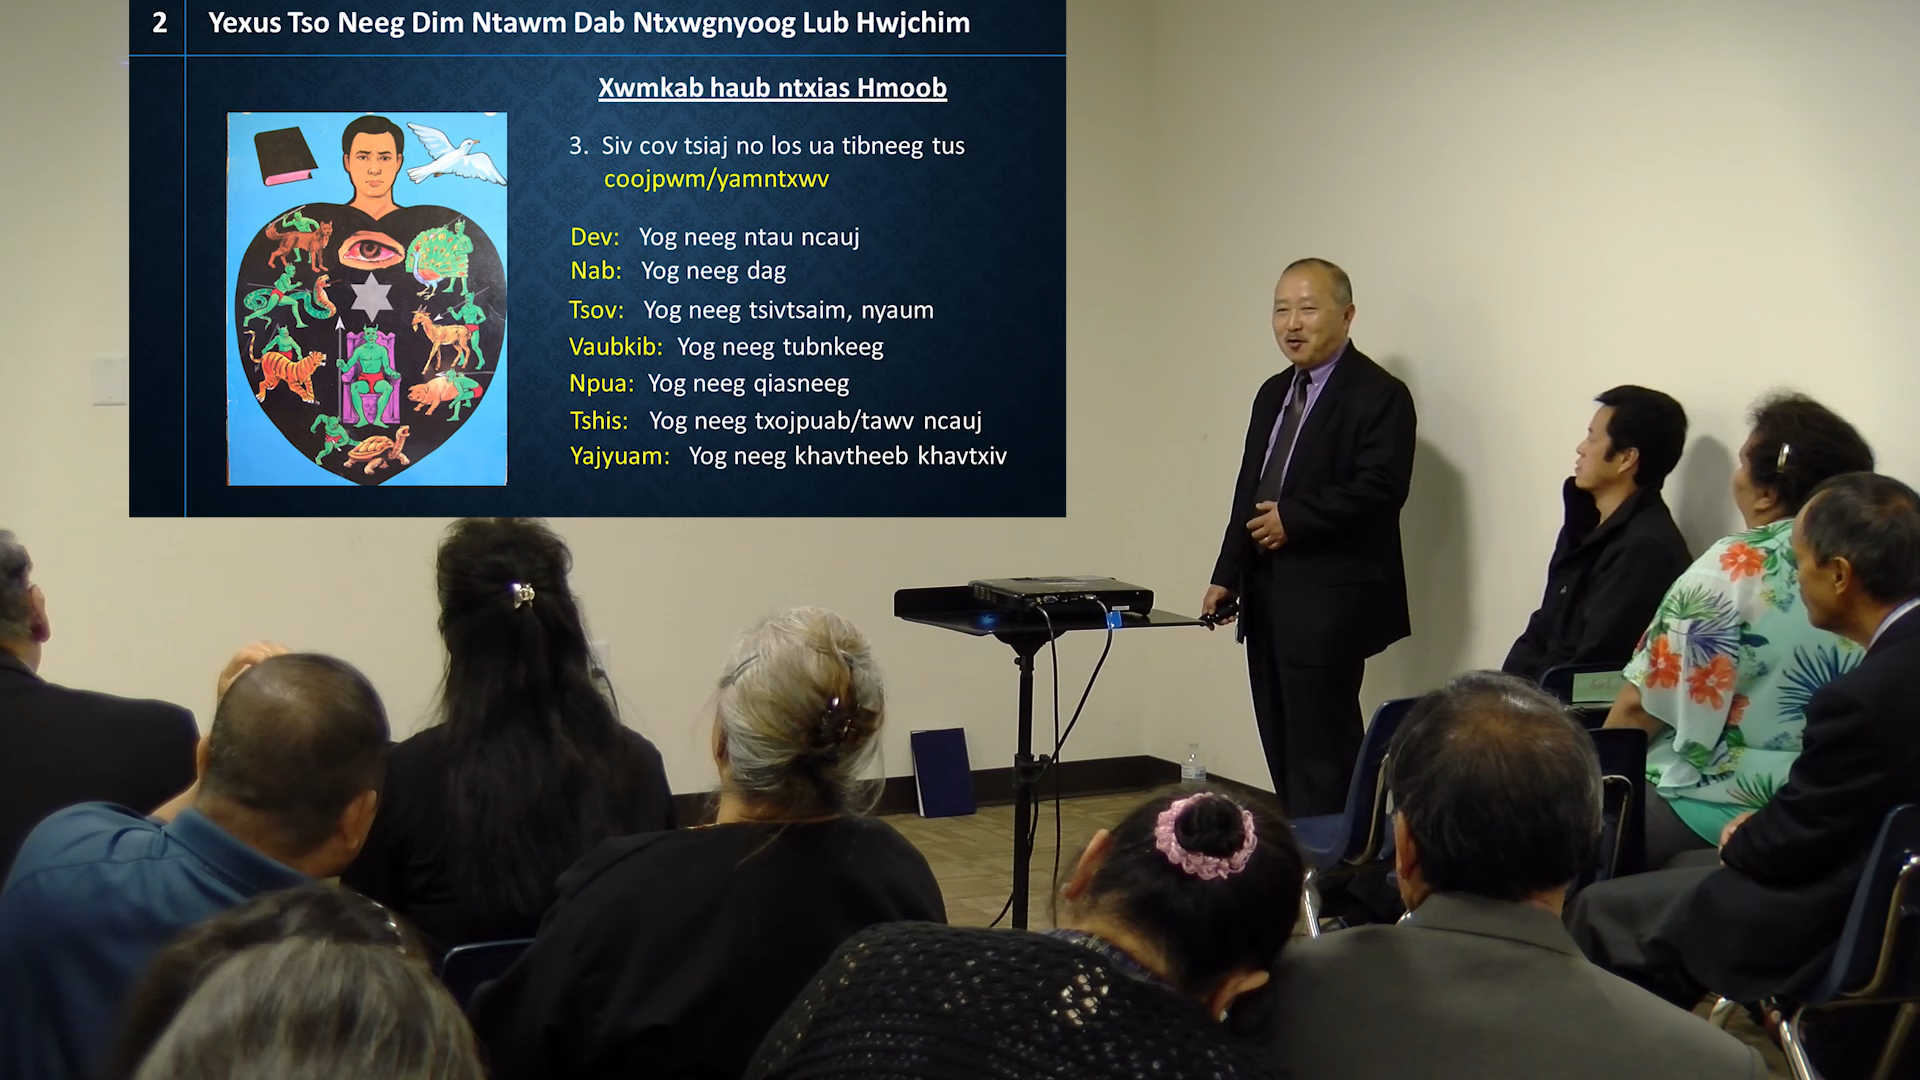 2 Yexus Tso Neeg Dim Ntawm Dab Ntxwgnyoog Lub Hwjchim
Xwmkab haub ntxias Hmoob
3. Siv cov tsiaj no los ua tibneeg tus
coojpwm/yamntxwv
Dev: Yog neeg ntau ncauj
Nab: Yog neeg dag
Tsov: Yog neeg tsivtsaim, nyaum
Vaubkib: Yog neeg tubnkeeg
Npua: Yog neeg qiasneeg
Tshis: Yog neeg txojpuab/tawv ncauj
Yajyuam: Yog neeg khavtheeb khavtxiv